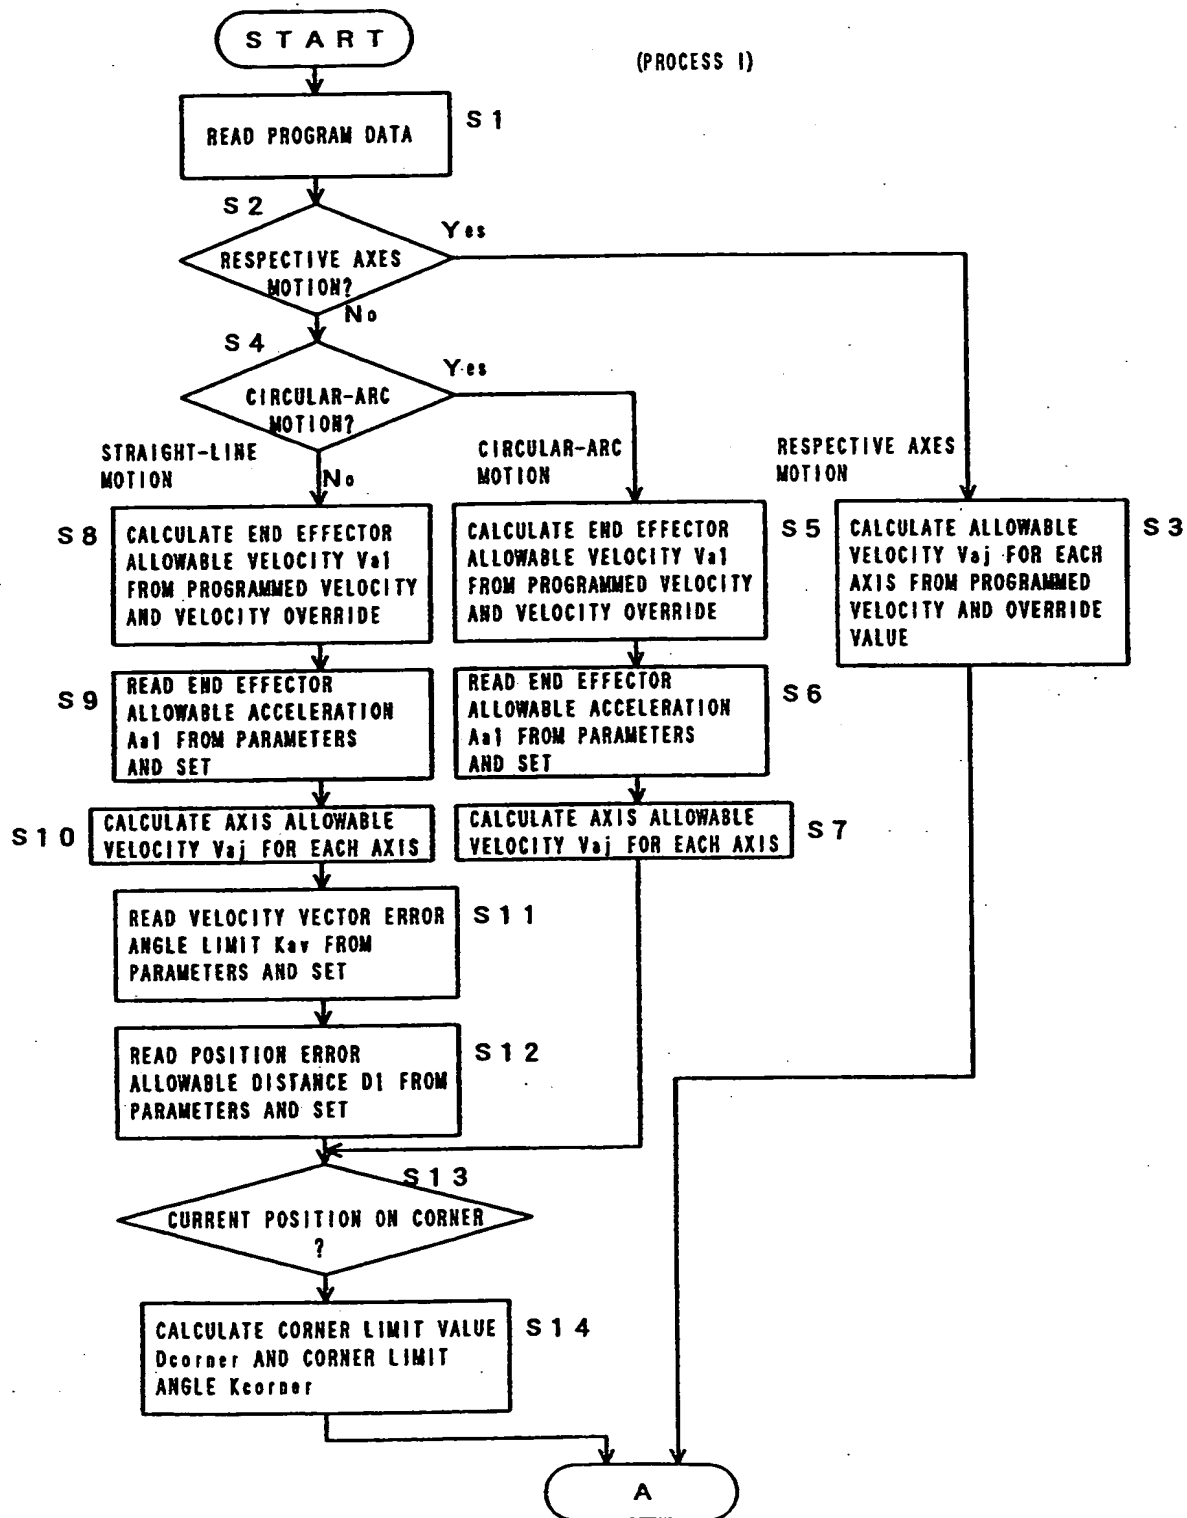 START
(PROCESS I)
READ PROGRAM DATA
S1
S2
Yes
RESPECTIVE AXES
MOTION?
No
S4
Yes
CIRCULAR-ARC
MOTION?
STRAIGHT-LINE
MOTION
No
CIRCULAR-ARC
MOTION
RESPECTIVE AXES
MOTION
S8
CALCULATE END EFFECTOR
ALLOWABLE VELOCITY Val
FROM PROGRAMMED VELOCITY
AND VELOCITY OVERRIDE
CALCULATE END EFFECTOR
ALLOWABLE VELOCITY Val
FROM PROGRAMMED VELOCITY
AND VELOCITY OVERRIDE
S5
CALCULATE ALLOWABLE
VELOCITY Vaj FOR EACH
AXIS FROM PROGRAMMED
VELOCITY AND OVERRIDE
VALUE
S3
S9
READ END EFFECTOR
ALLOWABLE ACCELERATION
Aal FROM PARAMETERS
AND SET
READ END EFFECTOR
ALLOWABLE ACCELERATION
Aal FROM PARAMETERS
AND SET
S6
S10
CALCULATE AXIS ALLOWABLE
VELOCITY Vaj FOR EACH AXIS
CALCULATE AXIS ALLOWABLE
VELOCITY Vaj FOR EACH AXIS
S7
READ VELOCITY VECTOR ERROR
ANGLE LIMIT Kav FROM
PARAMETERS AND SET
S11
READ POSITION ERROR
ALLOWABLE DISTANCE Dl FROM
PARAMETERS AND SET
S12
S13
CURRENT POSITION ON CORNER
?
CALCULATE CORNER LIMIT VALUE
Dcorner AND CORNER LIMIT
ANGLE Kcorner
S14
A